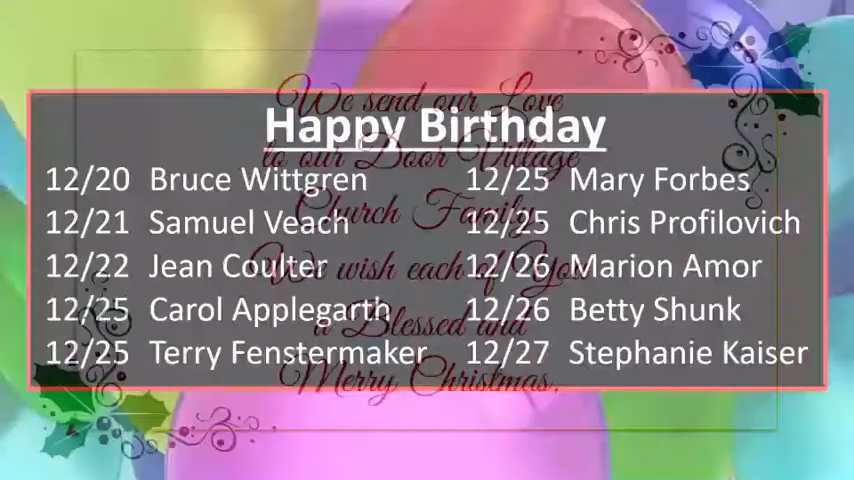 We send our Love
Happy Birthday
to our Door Village
12/20 Bruce Wittgren
12/21 Samuel Veach
12/22 Jean Coulter
12/25 Carol Applegarth
12/25 Terry Fenstermaker
12/25 Mary Forbes
12/25 Chris Profilovich
12/26 Marion Amor
12/26 Betty Shunk
12/27 Stephanie Kaiser
Church Family.
We wish each of You
a Blessed and
Merry Christmas.